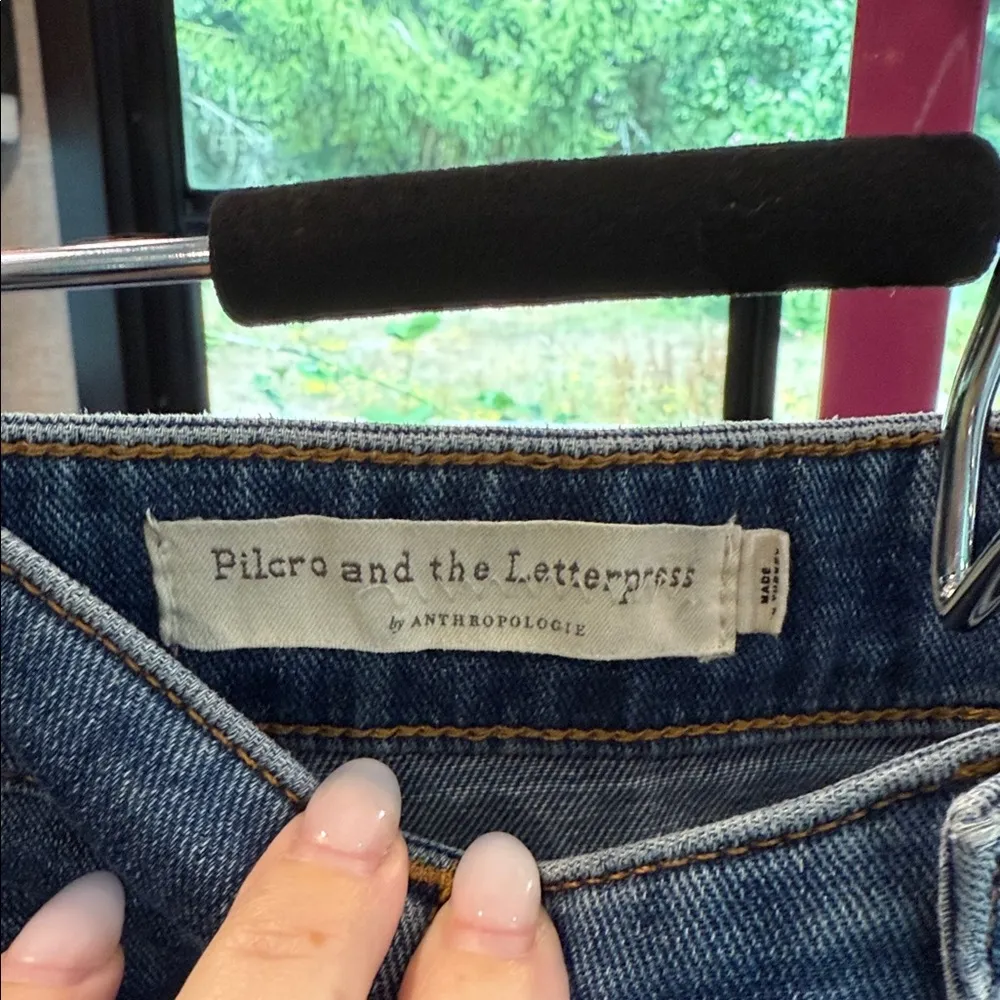 Pilcro and the Letterpress
by ANTHROPOLOGIE
MADE